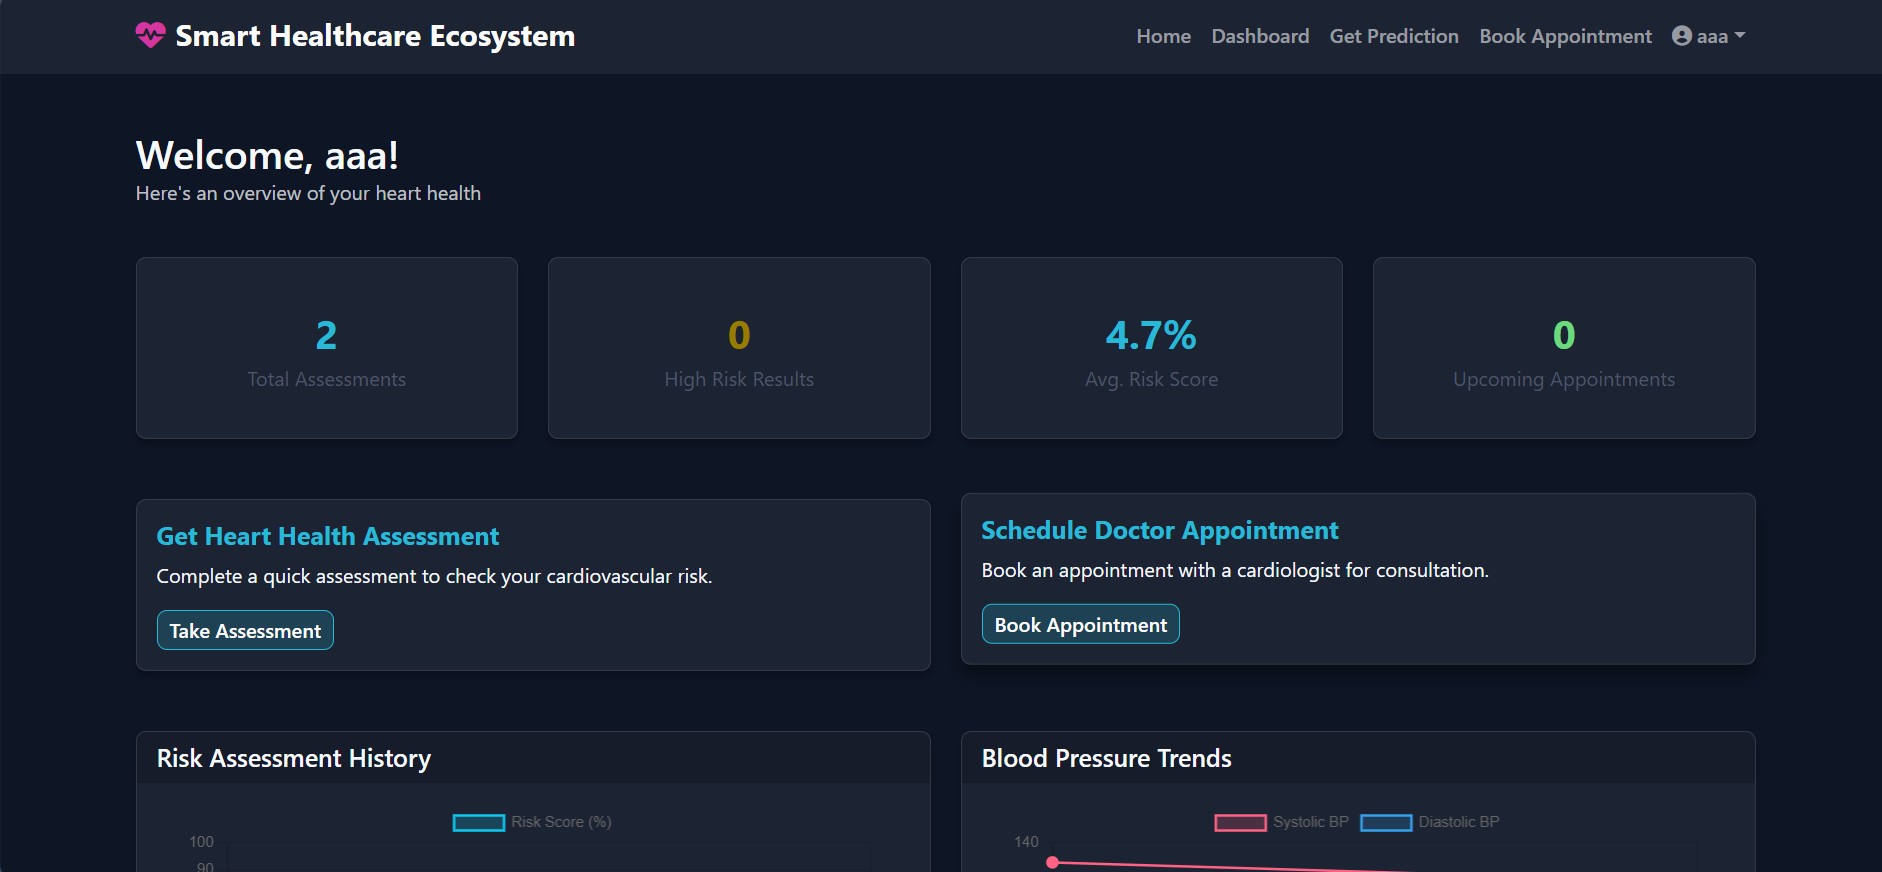 Smart Healthcare Ecosystem
Home Dashboard Get Prediction Book Appointment aaa
Welcome, aaa!
Here's an overview of your heart health
2
Total Assessments
0
High Risk Results
4.7%
Avg. Risk Score
0
Upcoming Appointments
Get Heart Health Assessment
Complete a quick assessment to check your cardiovascular risk.
Take Assessment
Schedule Doctor Appointment
Book an appointment with a cardiologist for consultation.
Book Appointment
Risk Assessment History
Risk Score (%)
100
90
Blood Pressure Trends
Systolic BP Diastolic BP
140